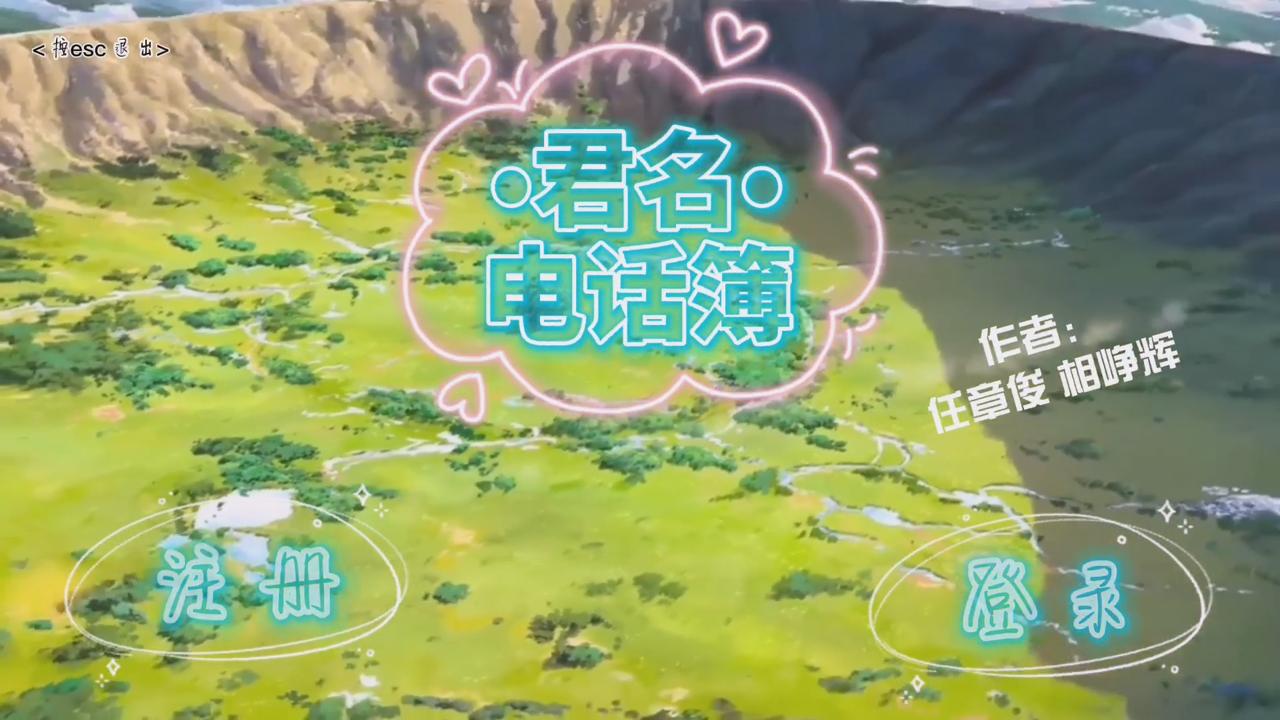 <按esc退出>
·君名·
电话簿
作者：
任章俊 相峥辉
注册
登录